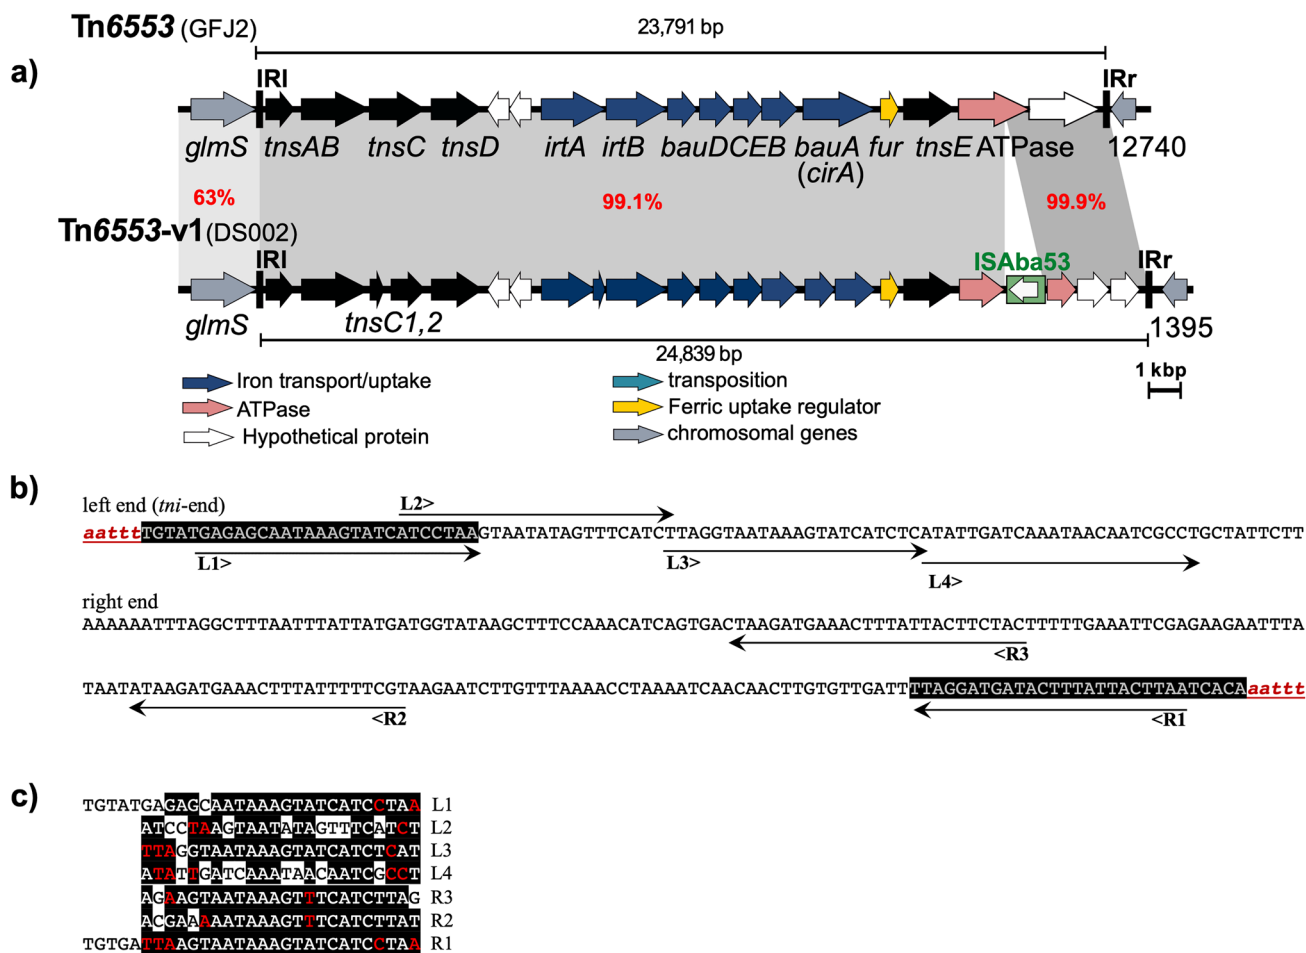 Tn6553 (GFJ2)
23,791 bp
a)
IRl
IRr
glmS tnsAB tnsC tnsD irtA irtB bauDCEB bauA fur tnsE ATPase 12740
(cirA)
63%
99.1%
99.9%
Tn6553-v1(DS002)
IRl
ISAba53
IRr
glmS
tnsC1,2
1395
24,839 bp
1 kbp
Iron transport/uptake
transposition
ATPase
Ferric uptake regulator
Hypothetical protein
chromosomal genes
b)
left end (tni-end)
L2>
aatttTGTATGAGAGCAATAAAGTATCATCCTAAGTAATATAGTTTCATCTTAGGTAATAAAGTATCATCTCATATTGATCAAATAACAATCGCCTGCTATTCTT
L1>
L3>
L4>
right end
AAAAAATTTAGGCTTTAATTTATTATGATGGTATAAGCTTTCCAAACATCAGTGACTAAGATGAAACTTTATTACTTCTACTTTTTGAAATTCGAGAAGAATTTA
<R3
TAATATAAGATGAAACTTTATTTTTCGTAAGAATCTTGTTTAAAACCTAAAATCAACAACTTGTGTTGATTTTAGGATGATACTTTATTACTTAATCACAaattt
<R2
<R1
c)
TGTATGAGAGCAATAAAGTATCATCCTAA L1
ATCCTAAGTAATATAGTTTCATCT L2
TTAGGTAATAAAGTATCATCTCAT L3
ATATTGATCAAATAACAATCGCCT L4
AGAAGTAATAAAGTTTCATCTTAG R3
ACGAAAAATAAAGTTTCATCTTAT R2
TGTGATTAAGTAATAAAGTATCATCCTAA R1